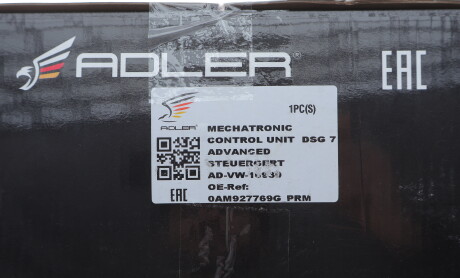 ADLER®
EAC
ADLER
1PC(S)
MECHATRONIC
CONTROL UNIT DSG 7
ADVANCED
STEUERGERT
EAC
OE-Ref:
0AM927769G PRM